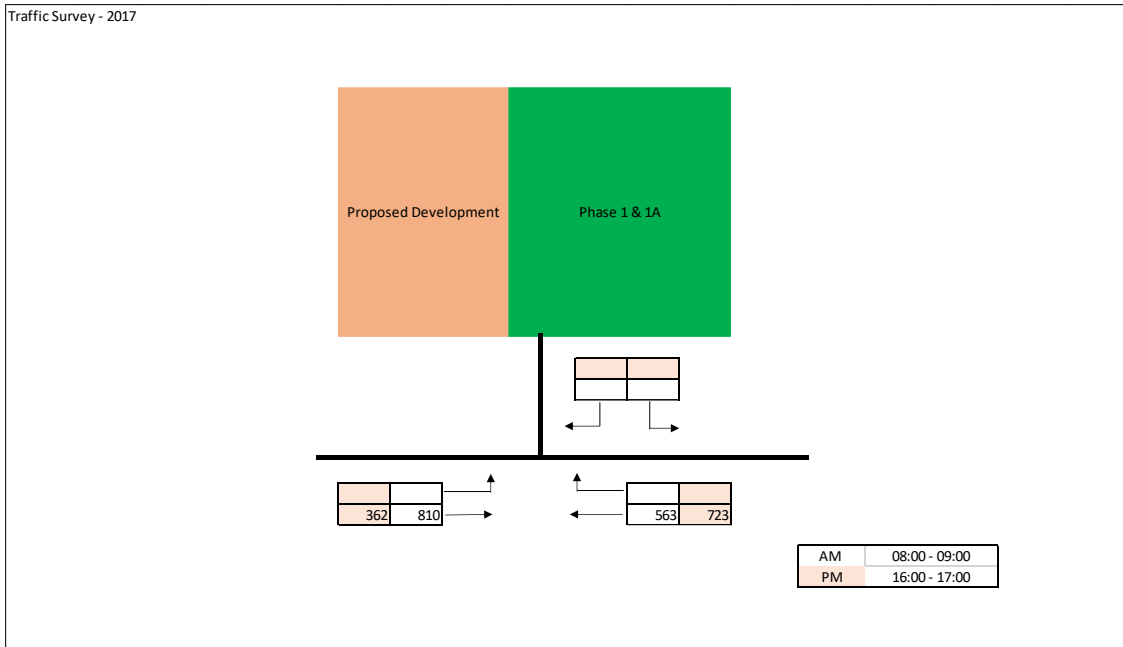 Traffic Survey - 2017
Proposed Development
Phase 1 & 1A
362 810
563 723
AM 08:00 - 09:00
PM 16:00 - 17:00